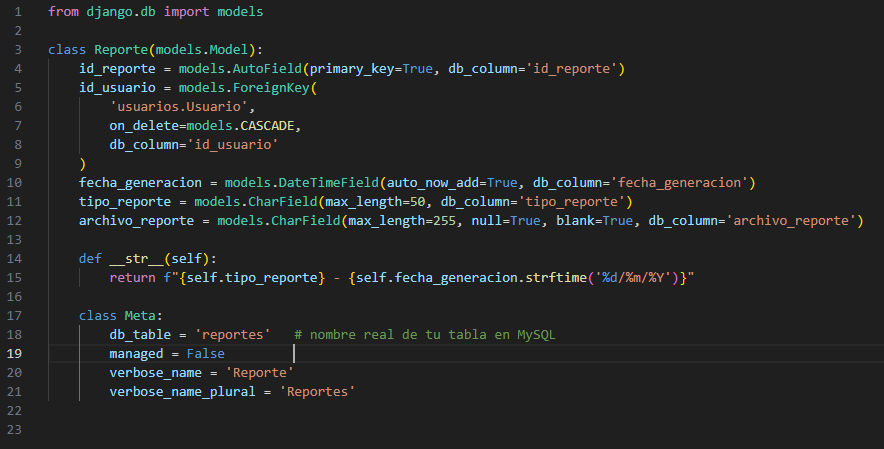 1 from django.db import models
2
3 class Reporte(models.Model):
4     id_reporte = models.AutoField(primary_key=True, db_column='id_reporte')
5     id_usuario = models.ForeignKey(
6         'usuarios.Usuario',
7         on_delete=models.CASCADE,
8         db_column='id_usuario'
9     )
10     fecha_generacion = models.DateTimeField(auto_now_add=True, db_column='fecha_generacion')
11     tipo_reporte = models.CharField(max_length=50, db_column='tipo_reporte')
12     archivo_reporte = models.CharField(max_length=255, null=True, blank=True, db_column='archivo_reporte')
13
14     def __str__(self):
15         return f"{self.tipo_reporte} - {self.fecha_generacion.strftime('%d/%m/%Y')}"
16
17     class Meta:
18         db_table = 'reportes'   # nombre real de tu tabla en MySQL
19         managed = False
20         verbose_name = 'Reporte'
21         verbose_name_plural = 'Reportes'
22
23